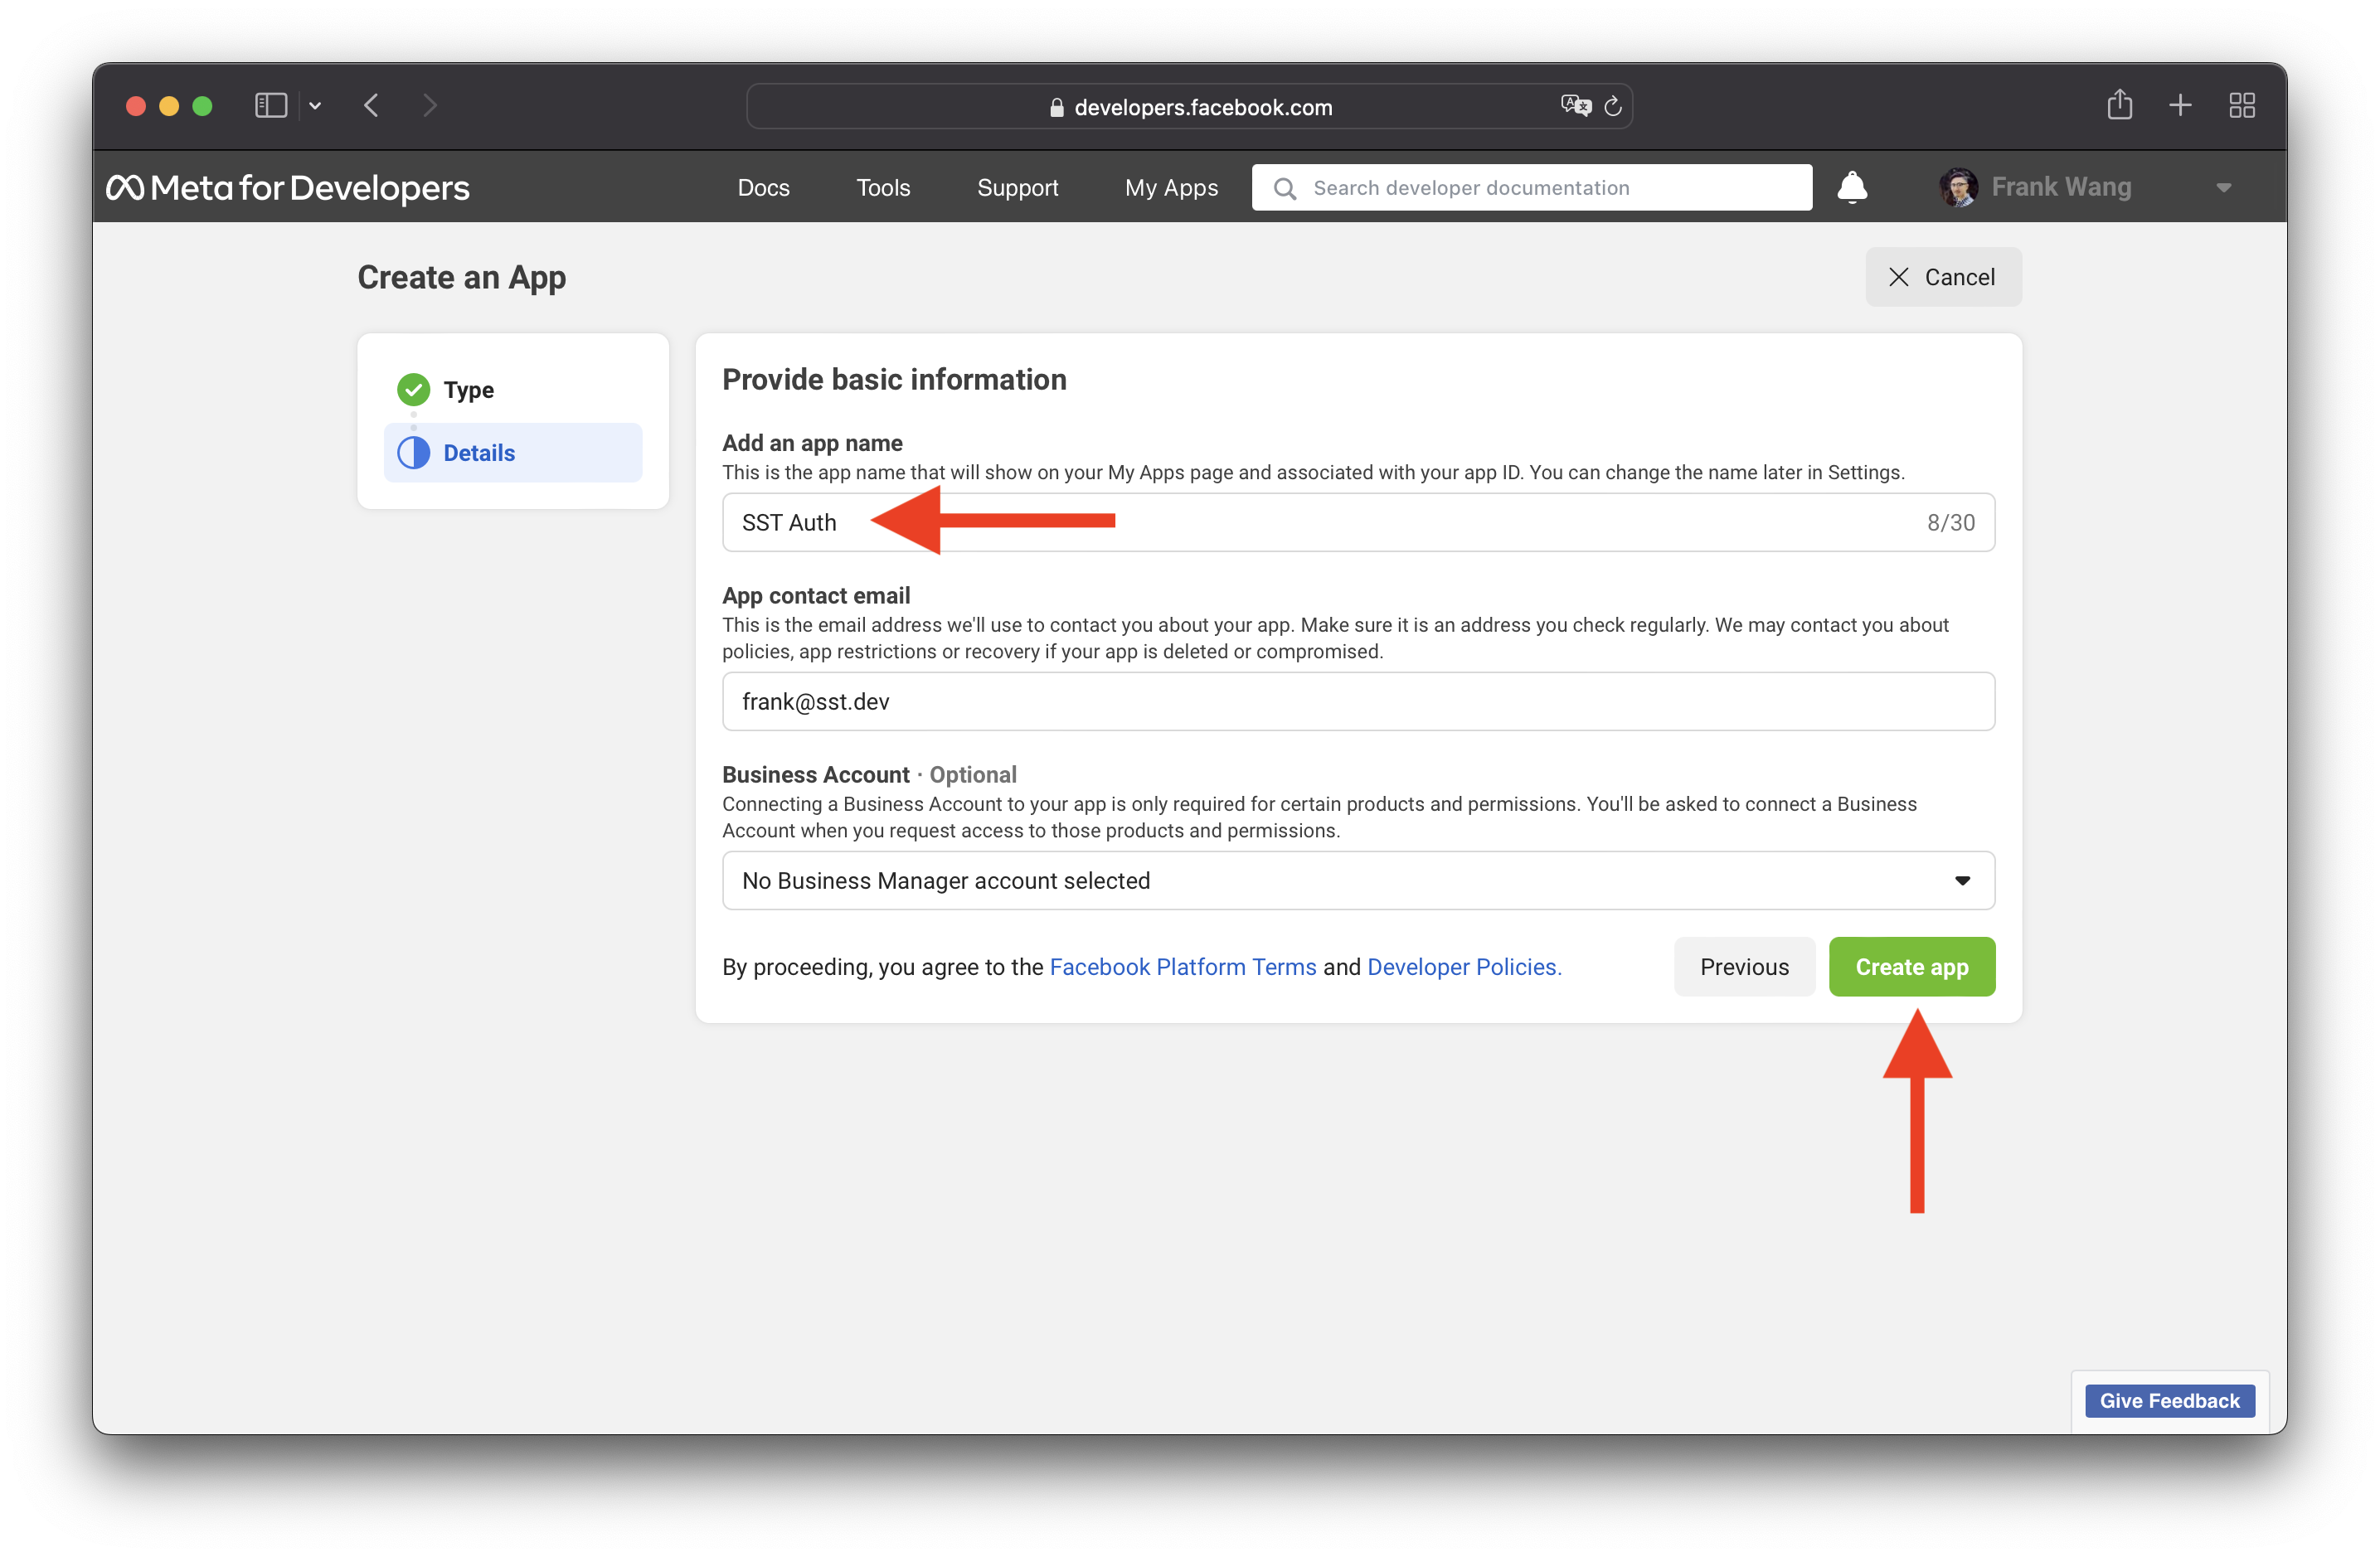 developers.facebook.com
Meta for Developers
Docs
Tools
Support
My Apps
Search developer documentation
Frank Wang
Create an App
Cancel
Type
Details
Provide basic information
Add an app name
This is the app name that will show on your My Apps page and associated with your app ID. You can change the name later in Settings.
SST Auth
8/30
App contact email
This is the email address we'll use to contact you about your app. Make sure it is an address you check regularly. We may contact you about
policies, app restrictions or recovery if your app is deleted or compromised.
frank@sst.dev
Business Account · Optional
Connecting a Business Account to your app is only required for certain products and permissions. You'll be asked to connect a Business
Account when you request access to those products and permissions.
No Business Manager account selected
By proceeding, you agree to the Facebook Platform Terms and Developer Policies.
Previous
Create app
Give Feedback